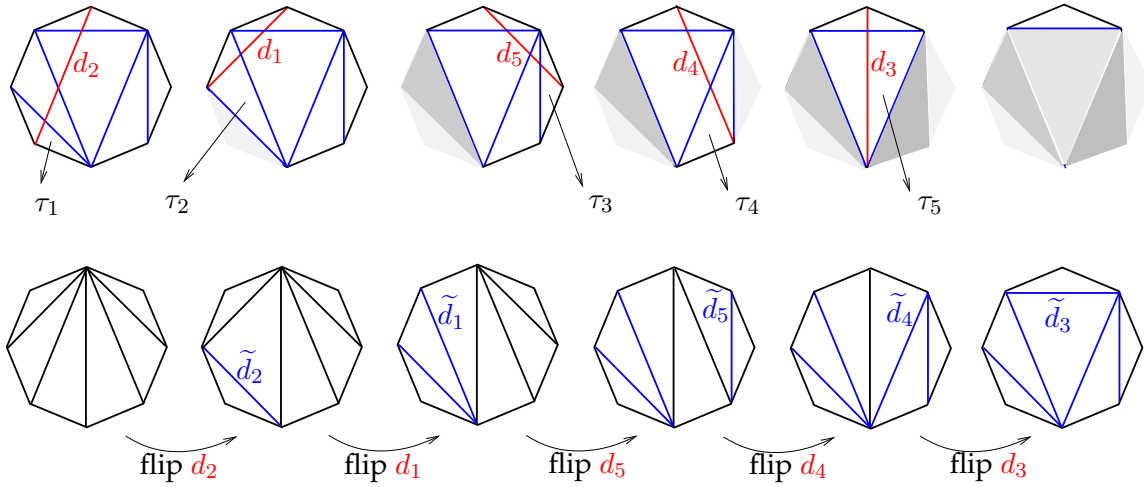 d₂ d₁ d₅ d₄ d₃
τ₁ τ₂ τ₃ τ₄ τ₅
d̃₂ d̃₁ d̃₅ d̃₄ d̃₃
flip d₂ flip d₁ flip d₅ flip d₄ flip d₃